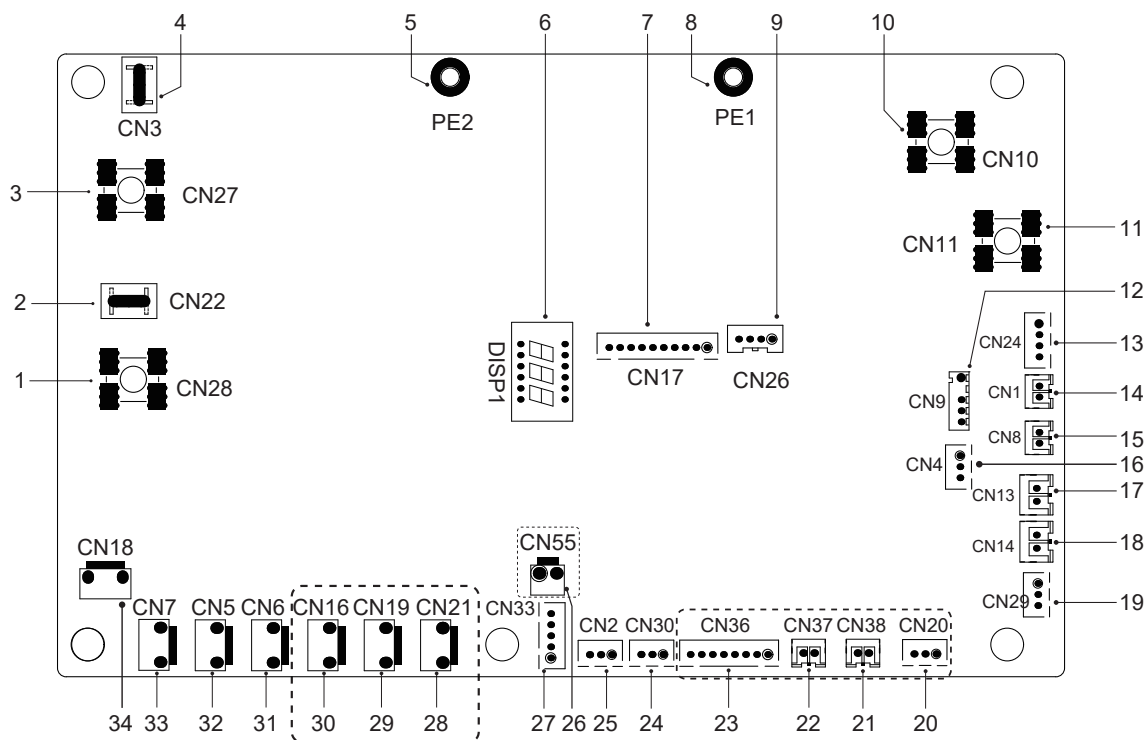 4 5 6 7 8 9 10
CN3 PE2 PE1
CN10
3 CN27
CN11 11
2 CN22
12
CN24 13
1 CN28
DISP1 CN17 CN26
CN9 CN1 14
CN8 15
CN4 16
CN13 17
CN14 18
CN18 CN55
CN29 19
CN7 CN5 CN6 CN16 CN19 CN21 CN33 CN2 CN30 CN36 CN37 CN38 CN20
34 33 32 31 30 29 28 27 26 25 24 23 22 21 20